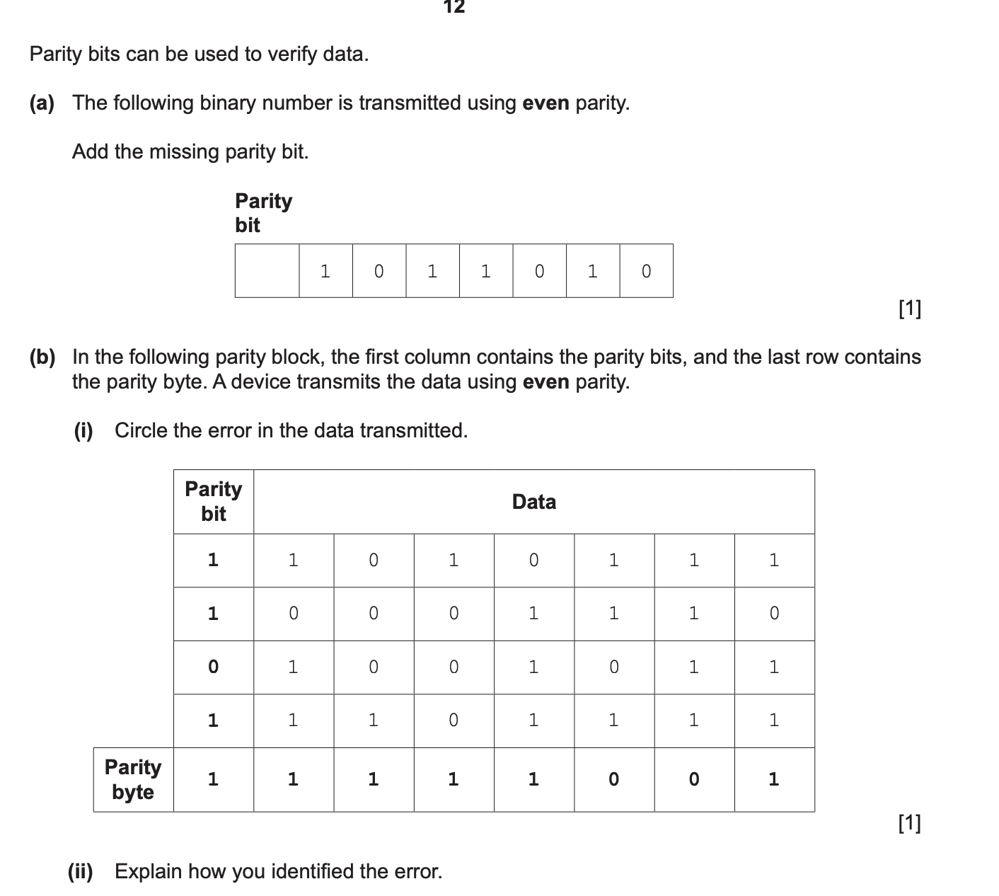 12
Parity bits can be used to verify data.
(a) The following binary number is transmitted using even parity.
Add the missing parity bit.
Parity
bit
1 0 1 1 0 1 0
[1]
(b) In the following parity block, the first column contains the parity bits, and the last row contains
the parity byte. A device transmits the data using even parity.
(i) Circle the error in the data transmitted.
Parity
bit
Data
1 1 0 1 0 1 1 1
1 0 0 0 1 1 1 0
0 1 0 0 1 0 1 1
1 1 1 0 1 1 1 1
Parity
byte
1 1 1 1 1 0 0 1
[1]
(ii) Explain how you identified the error.